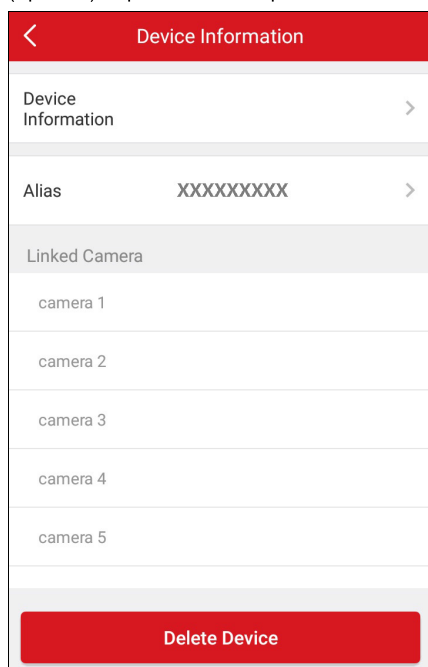 Device Information
Device
Information
Alias XXXXXXXXX
Linked Camera
camera 1
camera 2
camera 3
camera 4
camera 5
Delete Device